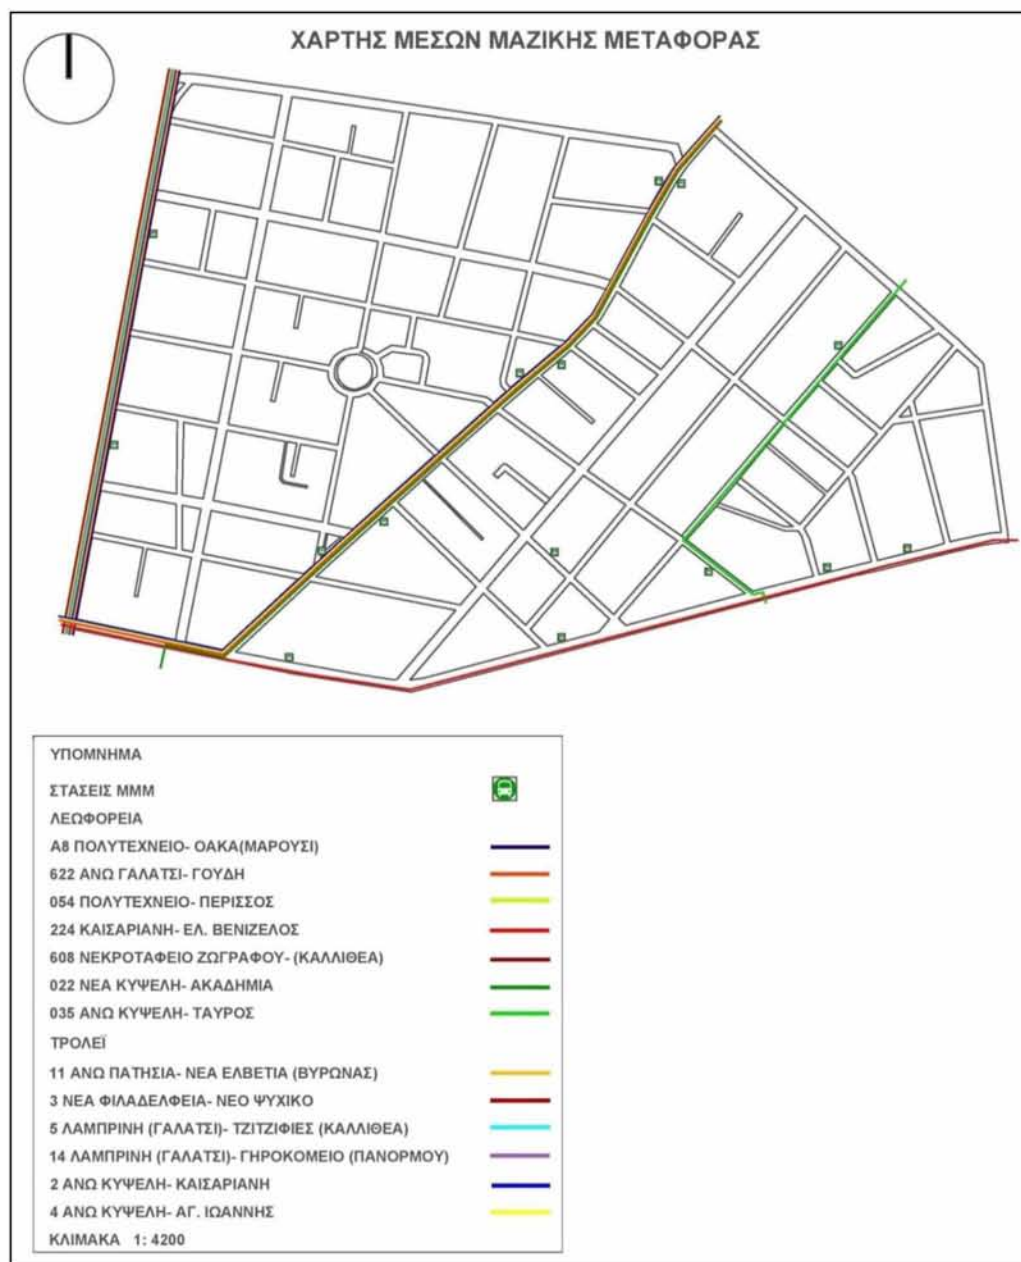 ΧΑΡΤΗΣ ΜΕΣΩΝ ΜΑΖΙΚΗΣ ΜΕΤΑΦΟΡΑΣ
ΥΠΟΜΝΗΜΑ
ΣΤΑΣΕΙΣ ΜΜΜ
ΛΕΩΦΟΡΕΙΑ
Α8 ΠΟΛΥΤΕΧΝΕΙΟ- ΟΑΚΑ(ΜΑΡΟΥΣΙ)
622 ΑΝΩ ΓΑΛΑΤΣΙ- ΓΟΥΔΗ
054 ΠΟΛΥΤΕΧΝΕΙΟ- ΠΕΡΙΣΣΟΣ
224 ΚΑΙΣΑΡΙΑΝΗ- ΕΛ. ΒΕΝΙΖΕΛΟΣ
608 ΝΕΚΡΟΤΑΦΕΙΟ ΖΩΓΡΑΦΟΥ- (ΚΑΛΛΙΘΕΑ)
022 ΝΕΑ ΚΥΨΕΛΗ- ΑΚΑΔΗΜΙΑ
035 ΑΝΩ ΚΥΨΕΛΗ- ΤΑΥΡΟΣ
ΤΡΟΛΕΪ
11 ΑΝΩ ΠΑΤΗΣΙΑ- ΝΕΑ ΕΛΒΕΤΙΑ (ΒΥΡΩΝΑΣ)
3 ΝΕΑ ΦΙΛΑΔΕΛΦΕΙΑ- ΝΕΟ ΨΥΧΙΚΟ
5 ΛΑΜΠΡΙΝΗ (ΓΑΛΑΤΣΙ)- ΤΖΙΤΖΙΦΙΕΣ (ΚΑΛΛΙΘΕΑ)
14 ΛΑΜΠΡΙΝΗ (ΓΑΛΑΤΣΙ)- ΓΗΡΟΚΟΜΕΙΟ (ΠΑΝΟΡΜΟΥ)
2 ΑΝΩ ΚΥΨΕΛΗ- ΚΑΙΣΑΡΙΑΝΗ
4 ΑΝΩ ΚΥΨΕΛΗ- ΑΓ. ΙΩΑΝΝΗΣ
ΚΛΙΜΑΚΑ 1: 4200